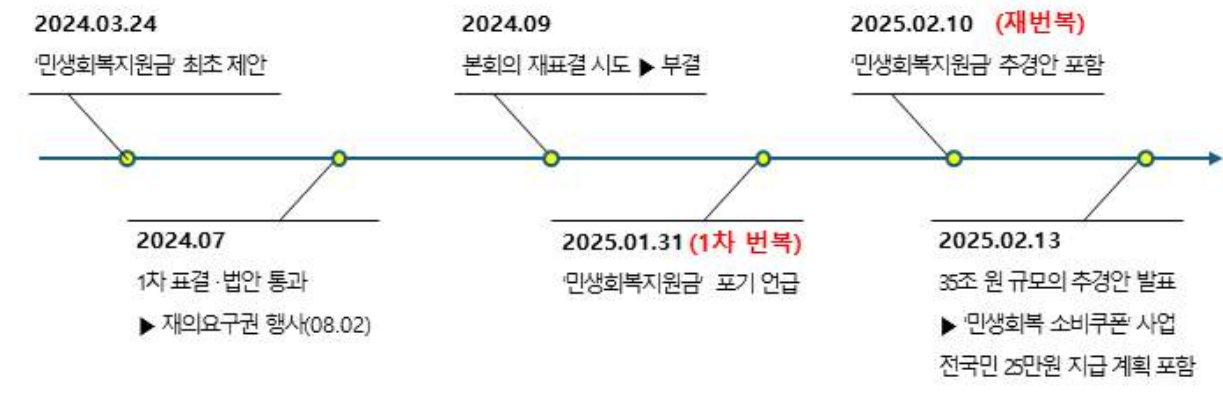 2024.03.24
'민생회복지원금' 최초 제안
2024.07
1차 표결·법안 통과
▶ 재의요구권 행사(08.02)
2024.09
본회의 재표결 시도 ▶ 부결
2025.01.31 (1차 번복)
'민생회복지원금' 포기 언급
2025.02.10 (재번복)
'민생회복지원금' 추경안 포함
2025.02.13
35조 원 규모의 추경안 발표
▶ '민생회복 소비쿠폰' 사업
전국민 25만원 지급 계획 포함